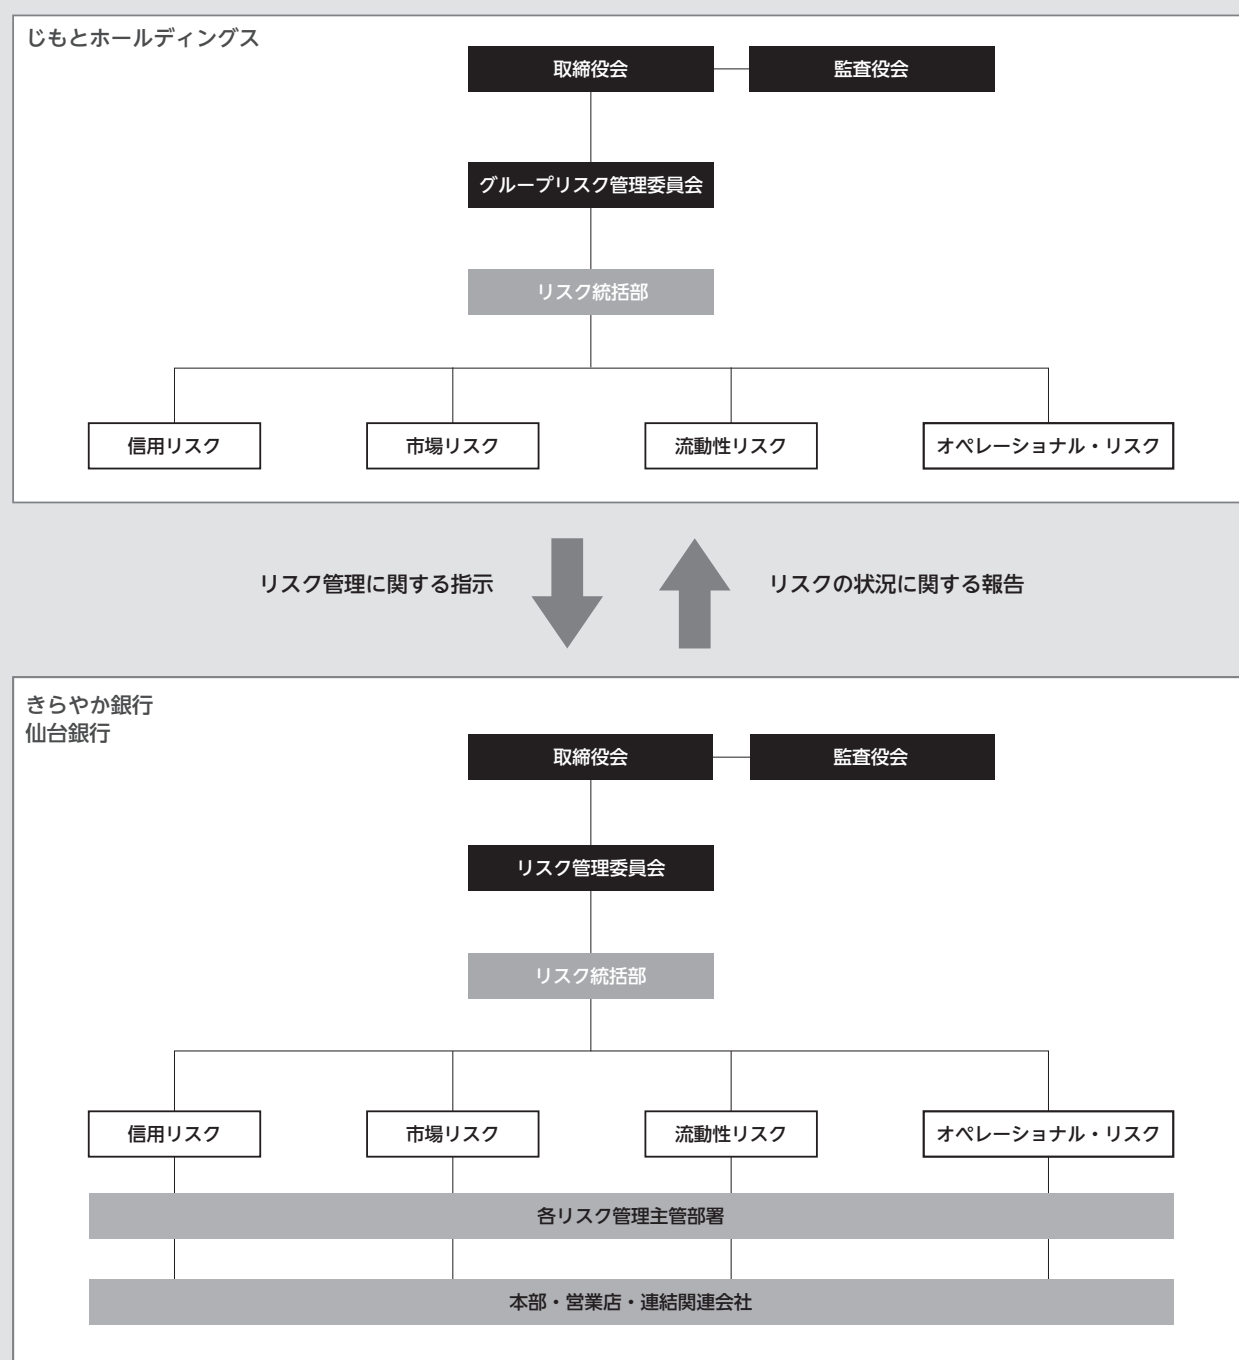 じもとホールディングス
取締役会
監査役会
グループリスク管理委員会
リスク統括部
信用リスク
市場リスク
流動性リスク
オペレーショナル・リスク
リスク管理に関する指示
リスクの状況に関する報告
きらやか銀行
仙台銀行
取締役会
監査役会
リスク管理委員会
リスク統括部
信用リスク
市場リスク
流動性リスク
オペレーショナル・リスク
各リスク管理主管部署
本部・営業店・連結関連会社